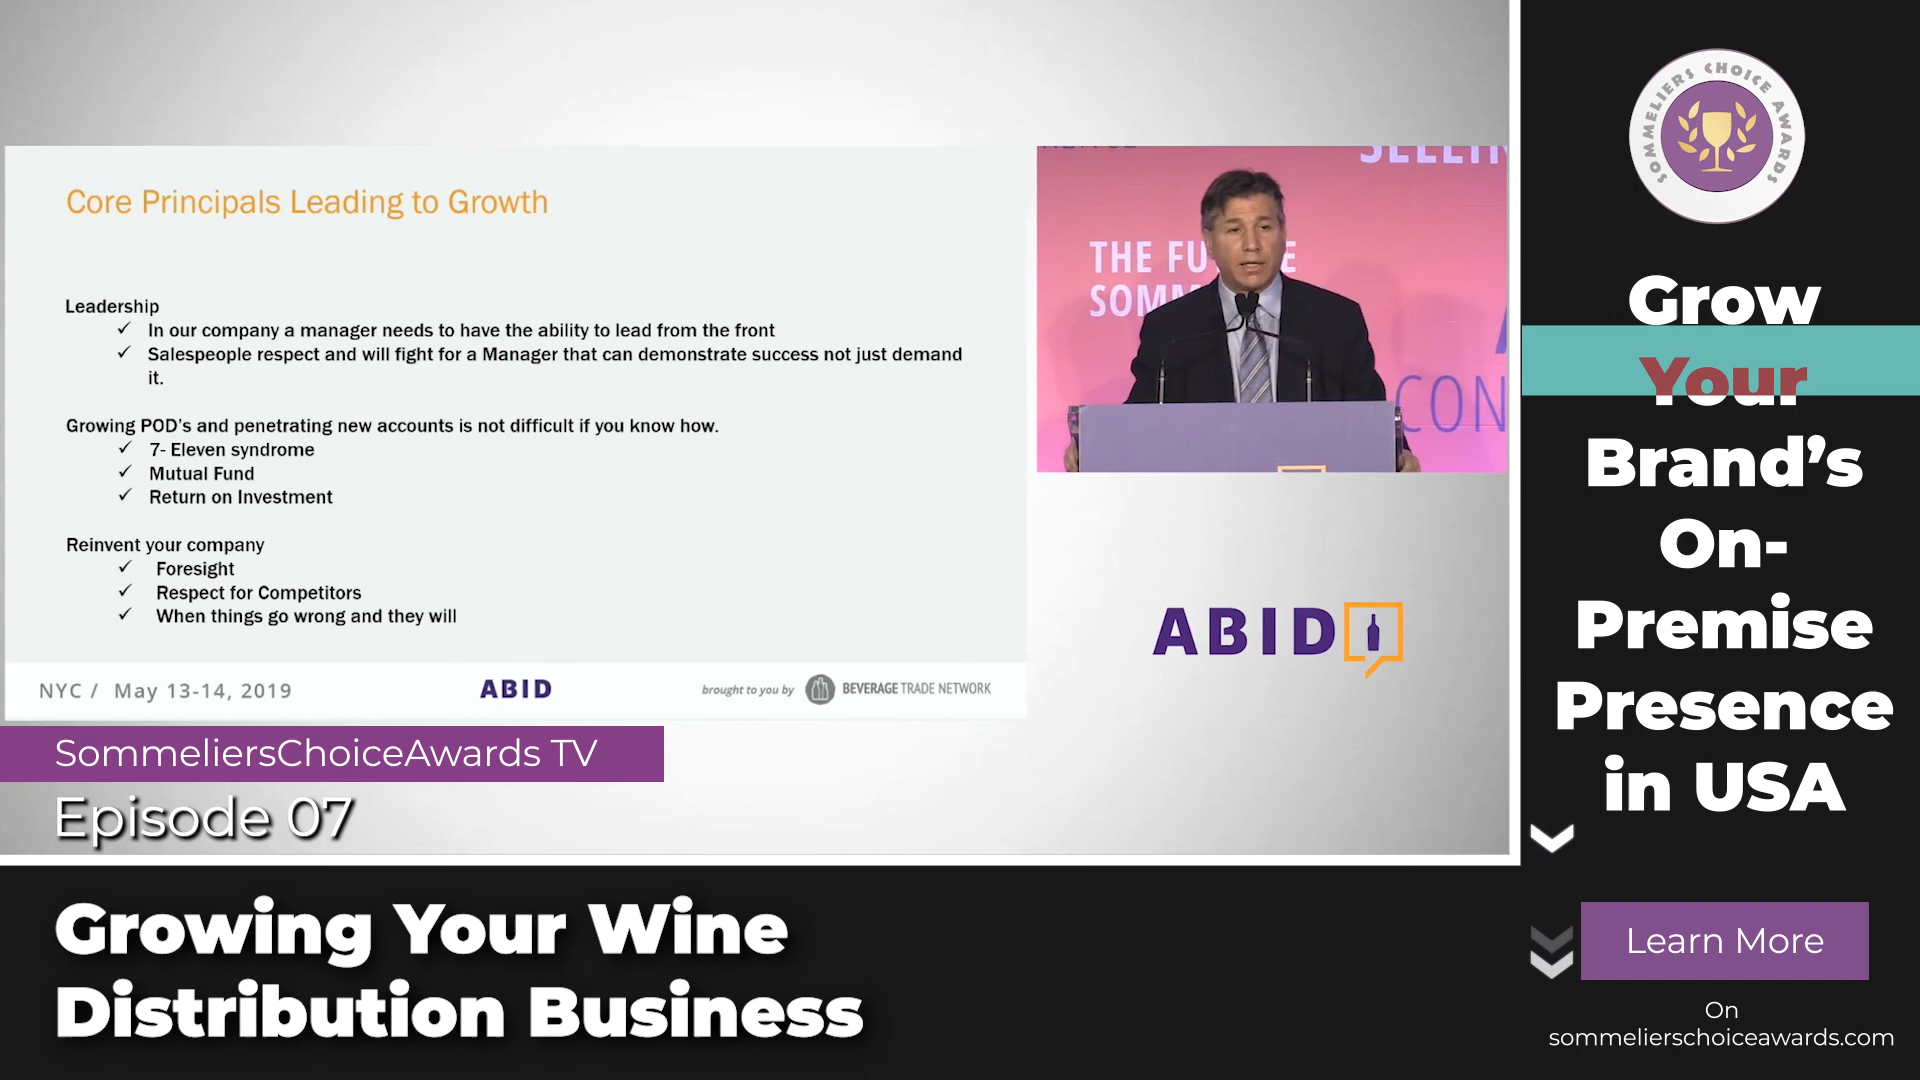 Core Principals Leading to Growth
Leadership
✓ In our company a manager needs to have the ability to lead from the front
✓ Salespeople respect and will fight for a Manager that can demonstrate success not just demand
it.
Growing POD's and penetrating new accounts is not difficult if you know how.
✓ 7- Eleven syndrome
✓ Mutual Fund
✓ Return on Investment
Reinvent your company
✓ Foresight
✓ Respect for Competitors
✓ When things go wrong and they will
NYC / May 13-14, 2019
ABID
brought to you by
BEVERAGE TRADE NETWORK
THE FU E
SOMM
CON
ABID
SommeliersChoiceAwards TV
Episode 07
Growing Your Wine
Distribution Business
SOMMELIERS CHOICE AWARDS
Grow
Your
Brand's
On-
Premise
Presence
in USA
Learn More
On
sommelierschoiceawards.com